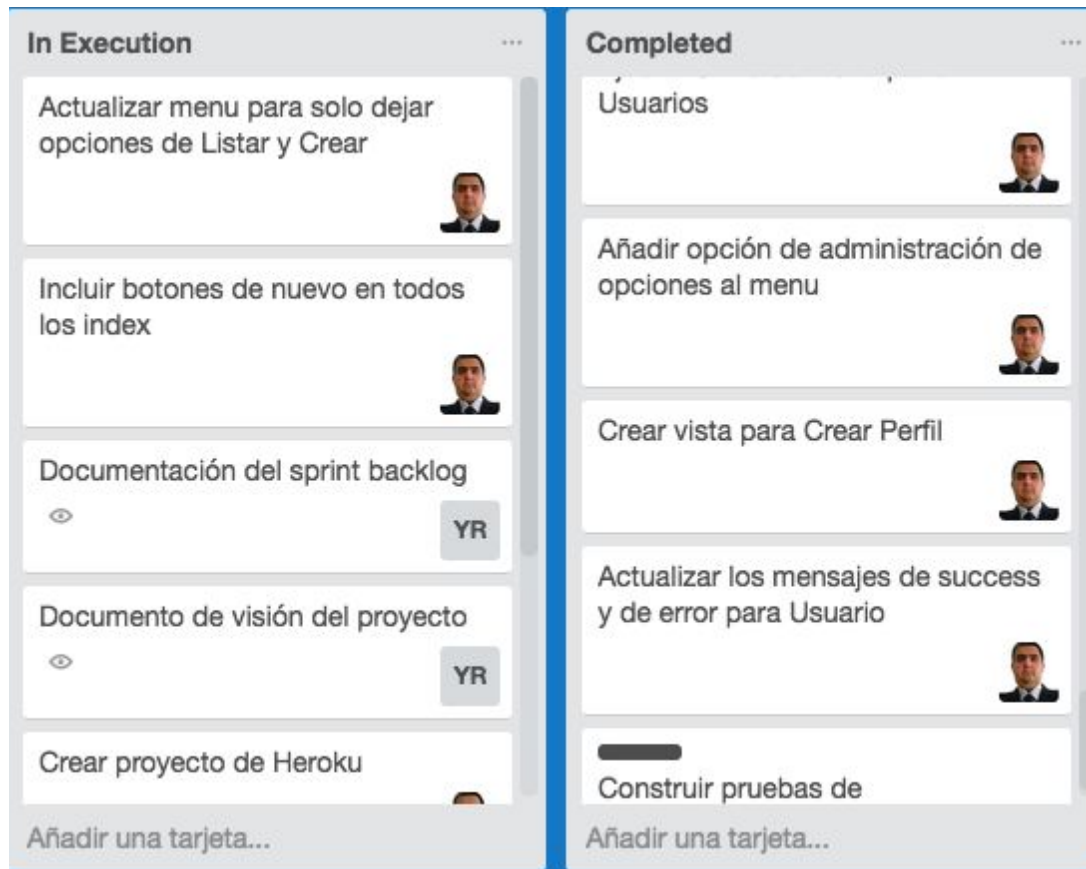 In Execution
Actualizar menu para solo dejar
opciones de Listar y Crear
Incluir botones de nuevo en todos
los index
Documentación del sprint backlog
YR
Documento de visión del proyecto
YR
Crear proyecto de Heroku
Añadir una tarjeta...
Completed
Usuarios
Añadir opción de administración de
opciones al menu
Crear vista para Crear Perfil
Actualizar los mensajes de success
y de error para Usuario
Construir pruebas de
Añadir una tarjeta...